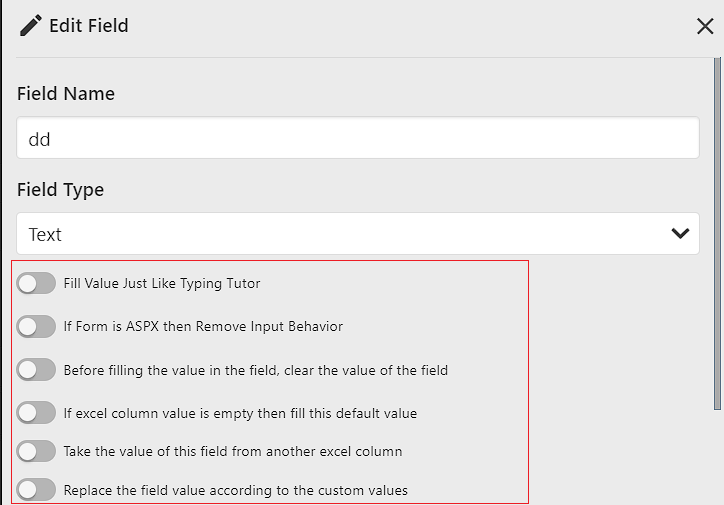 Edit Field
Field Name
dd
Field Type
Text
Fill Value Just Like Typing Tutor
If Form is ASPX then Remove Input Behavior
Before filling the value in the field, clear the value of the field
If excel column value is empty then fill this default value
Take the value of this field from another excel column
Replace the field value according to the custom values